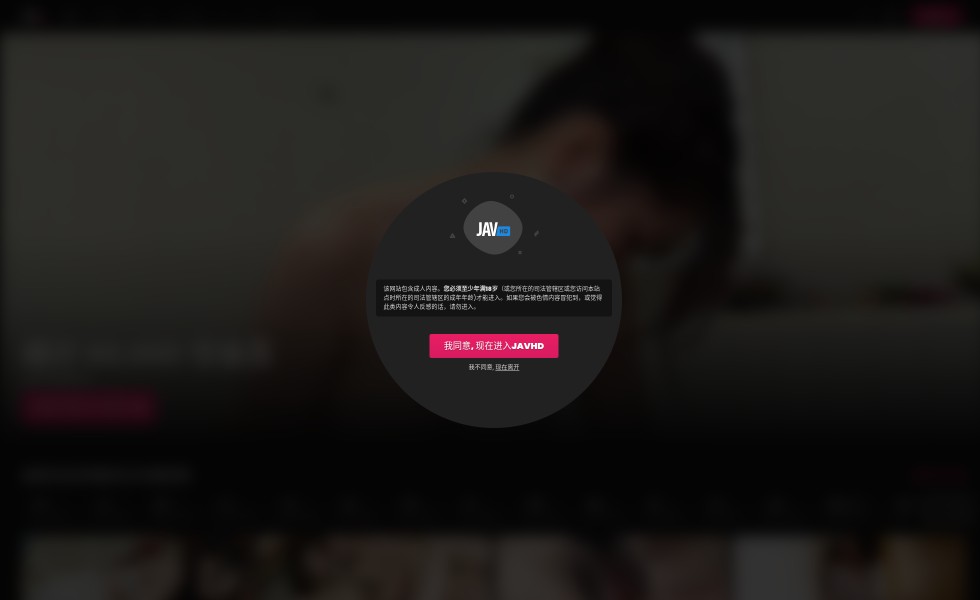 JAV HD
该网站包含成人内容。您必须至少年满18岁（或您所在的司法管辖区或您访问本站
点时所在的司法管辖区的成年年龄)才能进入。如果您会被色情内容冒犯到，或觉得
此类内容令人反感的话，请勿进入。
我同意, 现在进入JAVHD
我不同意, 现在离开